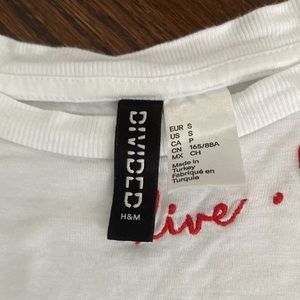 DIVIDED
H&M
EUR S
US S
CA P
CN 165/88A
MX CH
Made in
Turkey
Fabriqué en
Turquie
live.